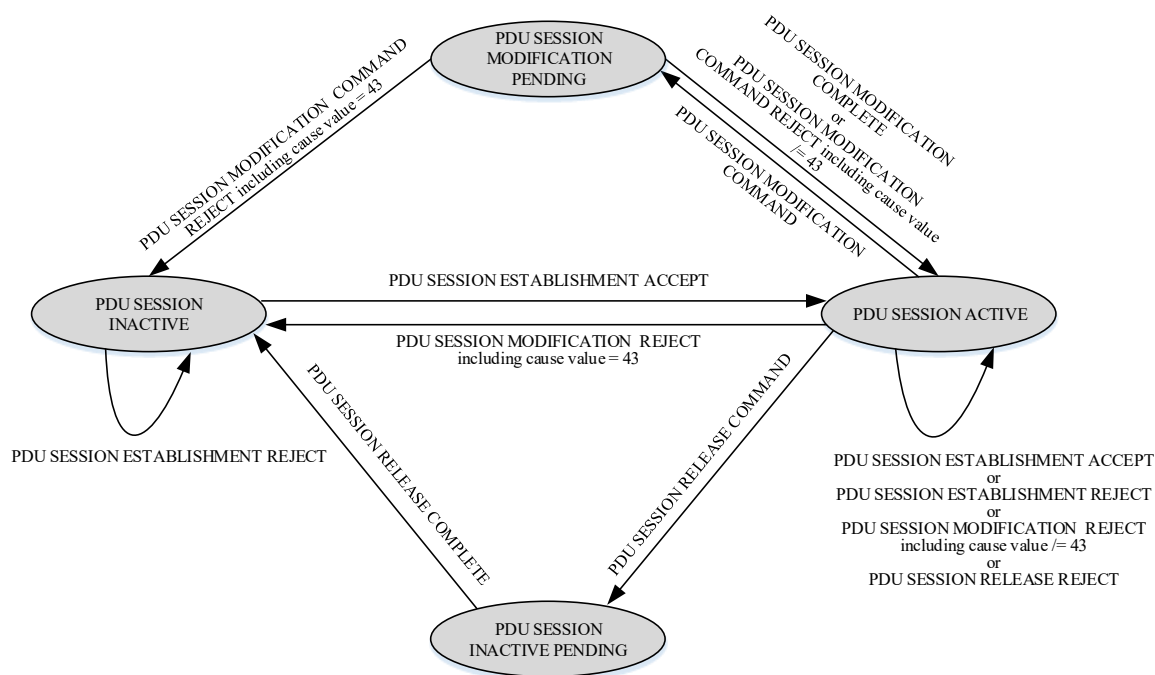 PDU SESSION
MODIFICATION
PENDING
PDU SESSION MODIFICATION COMMAND
REJECT including cause value = 43
PDU SESSION MODIFICATION
COMPLETE
or
PDU SESSION MODIFICATION
COMMAND REJECT including cause value
/= 43
PDU SESSION MODIFICATION
COMMAND
PDU SESSION
INACTIVE
PDU SESSION ESTABLISHMENT ACCEPT
PDU SESSION ACTIVE
PDU SESSION MODIFICATION REJECT
including cause value = 43
PDU SESSION ESTABLISHMENT REJECT
PDU SESSION RELEASE COMPLETE
PDU SESSION RELEASE COMMAND
PDU SESSION ESTABLISHMENT ACCEPT
or
PDU SESSION ESTABLISHMENT REJECT
or
PDU SESSION MODIFICATION REJECT
including cause value /= 43
or
PDU SESSION RELEASE REJECT
PDU SESSION
INACTIVE PENDING